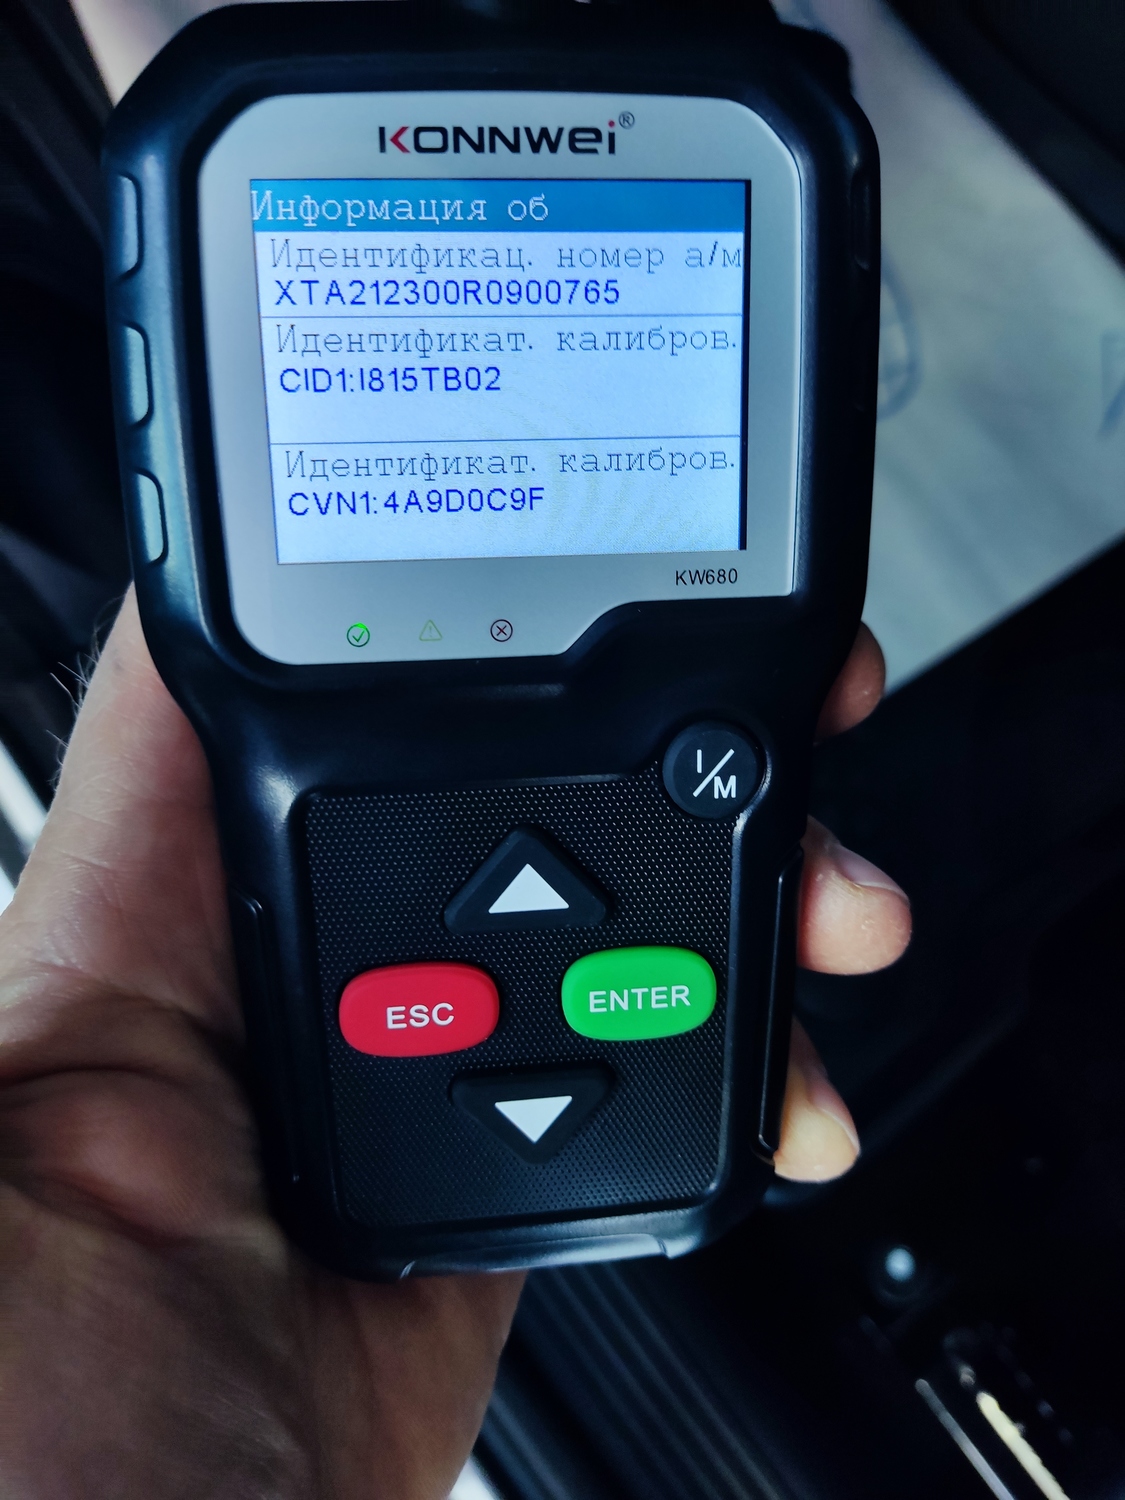 KONNWEI®
Информация об
Идентификац. номер а/м
XTA212300R0900765
Идентификат. калибров.
CID1:I815TB02
Идентификат. калибров.
CVN1:4A9D0C9F
KW680
I/M
ESC
ENTER